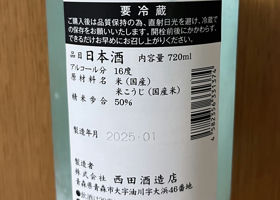 要冷蔵
ご購入後は品質保持の為、直射日光を避け、冷蔵で
の保存をお願いいたします。開栓前後にかかわらず、
できるだけお早めにお召し上がりください。
品目 日本酒 内容量 720ml
アルコール分 16度
原材料名 米(国産)
米こうじ(国産米)
精米歩合 50%
製造年月 2025.01
製造者
株式会社 西田酒造店
青森県青森市大字油川字大浜46番地